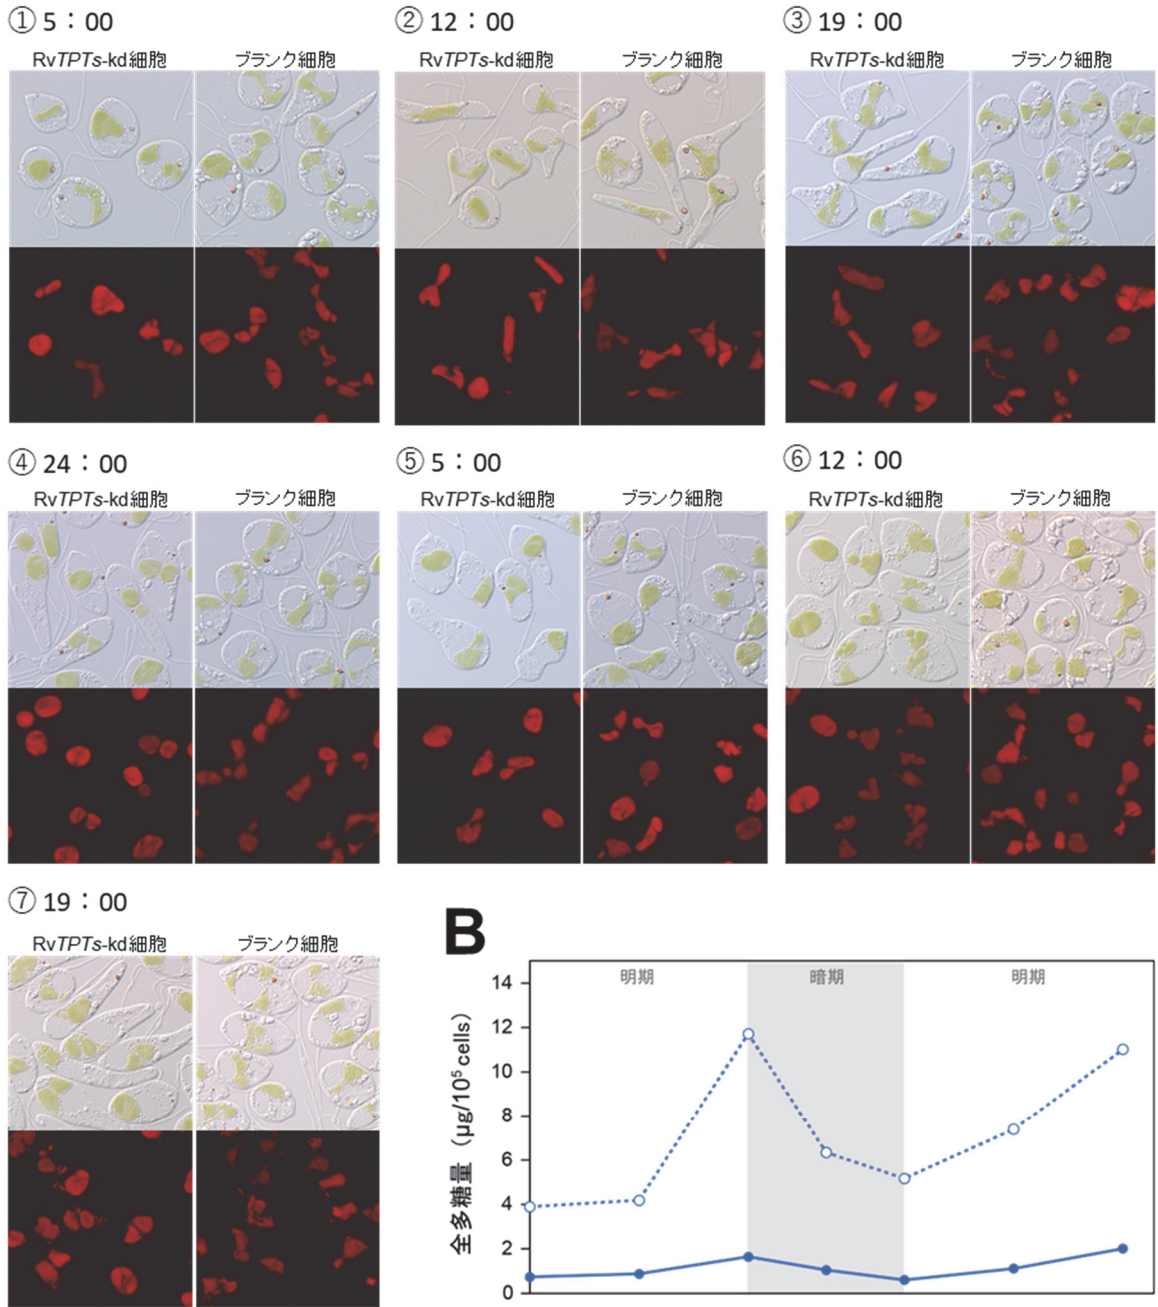 ① 5：00
RvTPTs-kd細胞
ブランク細胞
② 12：00
RvTPTs-kd細胞
ブランク細胞
③ 19：00
RvTPTs-kd細胞
ブランク細胞
④ 24：00
RvTPTs-kd細胞
ブランク細胞
⑤ 5：00
RvTPTs-kd細胞
ブランク細胞
⑥ 12：00
RvTPTs-kd細胞
ブランク細胞
⑦ 19：00
RvTPTs-kd細胞
ブランク細胞
B
明期
暗期
明期
全多糖量（μg/10⁵cells）
14
12
10
8
6
4
2
0